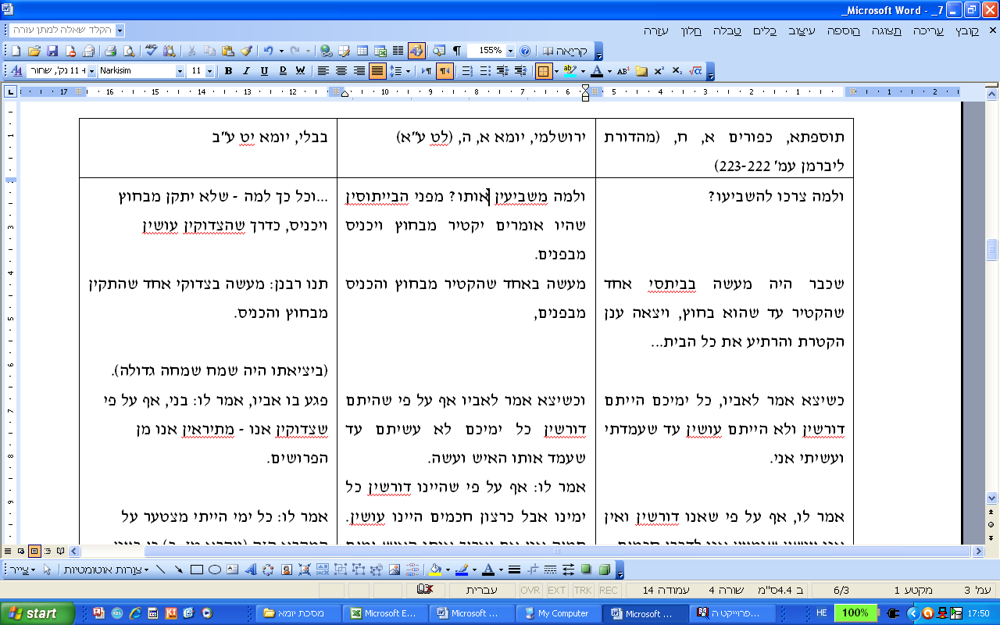 _Microsoft Word - _7
קובץ עריכה תצוגה הוספה כלים עיצוב טבלה חלון עזרה
הקלד שאלה למתן עזרה
155% קריאה
11 + נק', שחור Narkisim 11
תוספתא, כפורים א, ח, (מהדורת
ליברמן עמ' 223-222)
ולמה צרכו להשביעו?
שכבר היה מעשה בביתסי אחד
שהקטיר עד שהוא בחוץ, ויצאה ענן
הקטרת והרתיע את כל הבית...
כשיצא אמר לאביו, כל ימיכם הייתם
דורשין ולא הייתם עושין עד שעמדתי
ועשיתי אני.
אמר לו, אף על פי שאנו דורשין ואין
ירושלמי, יומא א, ה, (לט ע"א)
ולמה משביעין אותו? מפני הבייתוסין
שהיו אומרים יקטיר מבחוץ ויכניס
מבפנים.
מעשה באחד שהקטיר מבחוץ והכניס
מבפנים,
וכשיצא אמר לאביו אף על פי שהיתם
דורשין כל ימיכם לא עשיתם עד
שעמד אותו האיש ועשה.
אמר לו: אף על פי שהיינו דורשין כל
ימינו אבל כרצון חכמים היינו עושין.
בבלי, יומא יט ע"ב
...וכל כך למה - שלא יתקן מבחוץ
ויכניס, כדרך שהצדוקין עושין
תנו רבנן: מעשה בצדוקי אחד שהתקין
מבחוץ והכניס.
(ביציאתו היה שמח שמחה גדולה).
פגע בו אביו, אמר לו: בני, אף על פי
שצדוקין אנו - מתיראין אנו מן
הפרושים.
אמר לו: כל ימי הייתי מצטער על
צייר צורות אוטומטיות
עמ' 3 מקטע 1 6/3 ב 4.4ס"מ שורה 4 עמודה 14 REC TRK EXT OVR עברית
start מסכת יומא Microsoft E... Microsoft ... My Computer Microsoft ... פרוייקט ה... HE 100% 17:50